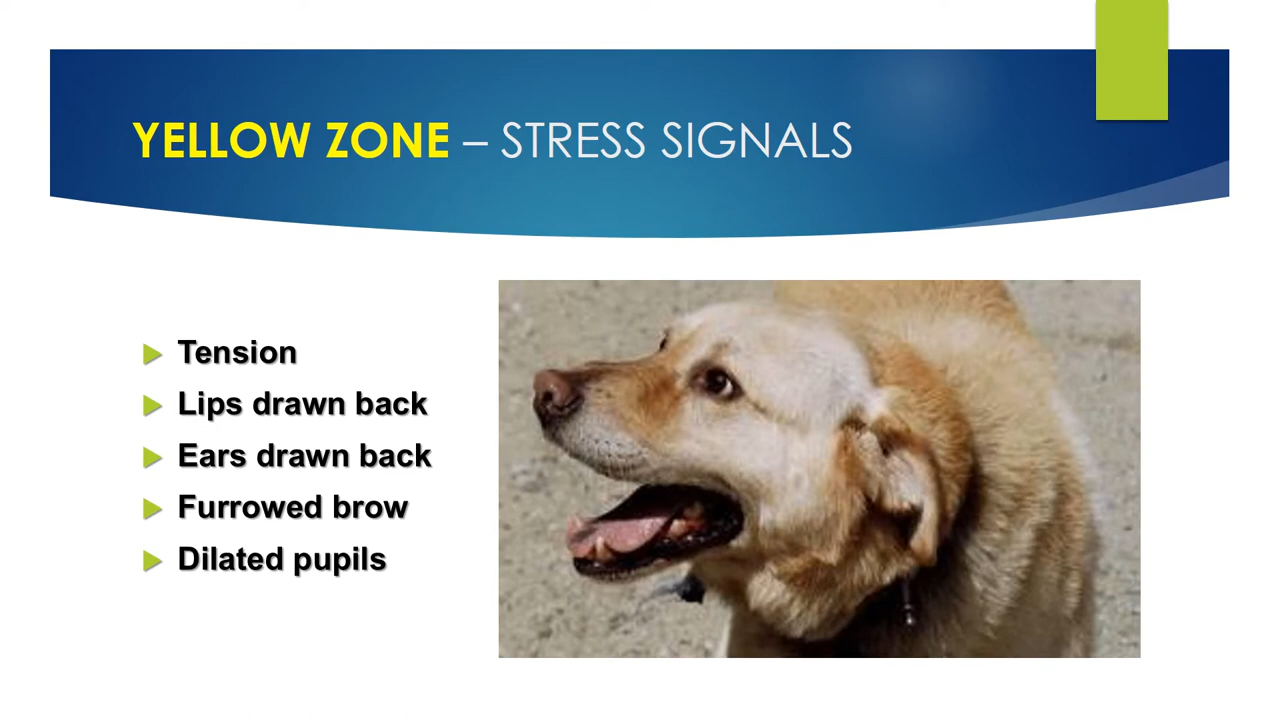 YELLOW ZONE – STRESS SIGNALS
Tension
Lips drawn back
Ears drawn back
Furrowed brow
Dilated pupils